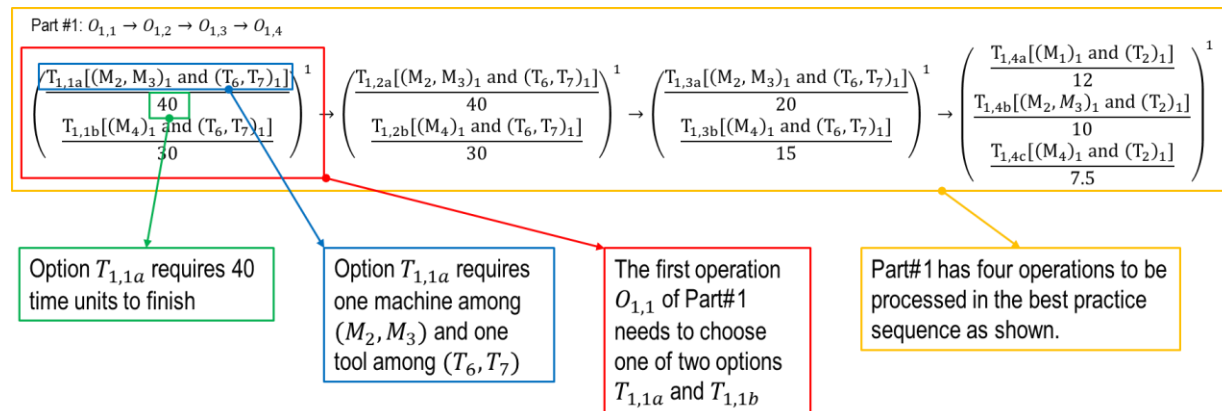 Part #1: O₁,₁ → O₁,₂ → O₁,₃ → O₁,₄
( T₁,₁ₐ[(M₂, M₃)₁ and (T₆, T₇)₁] / 40
T₁,₁b[(M₄)₁ and (T₆, T₇)₁] / 30 )¹
→
( T₁,₂ₐ[(M₂, M₃)₁ and (T₆, T₇)₁] / 40
T₁,₂b[(M₄)₁ and (T₆, T₇)₁] / 30 )¹
→
( T₁,₃ₐ[(M₂, M₃)₁ and (T₆, T₇)₁] / 20
T₁,₃b[(M₄)₁ and (T₆, T₇)₁] / 15 )¹
→
( T₁,₄ₐ[(M₁)₁ and (T₂)₁] / 12
T₁,₄b[(M₂, M₃)₁ and (T₂)₁] / 10
T₁,₄c[(M₄)₁ and (T₂)₁] / 7.5 )¹
Option T₁,₁ₐ requires 40
time units to finish
Option T₁,₁ₐ requires
one machine among
(M₂, M₃) and one
tool among (T₆, T₇)
The first operation
O₁,₁ of Part#1
needs to choose
one of two options
T₁,₁ₐ and T₁,₁b
Part#1 has four operations to be
processed in the best practice
sequence as shown.